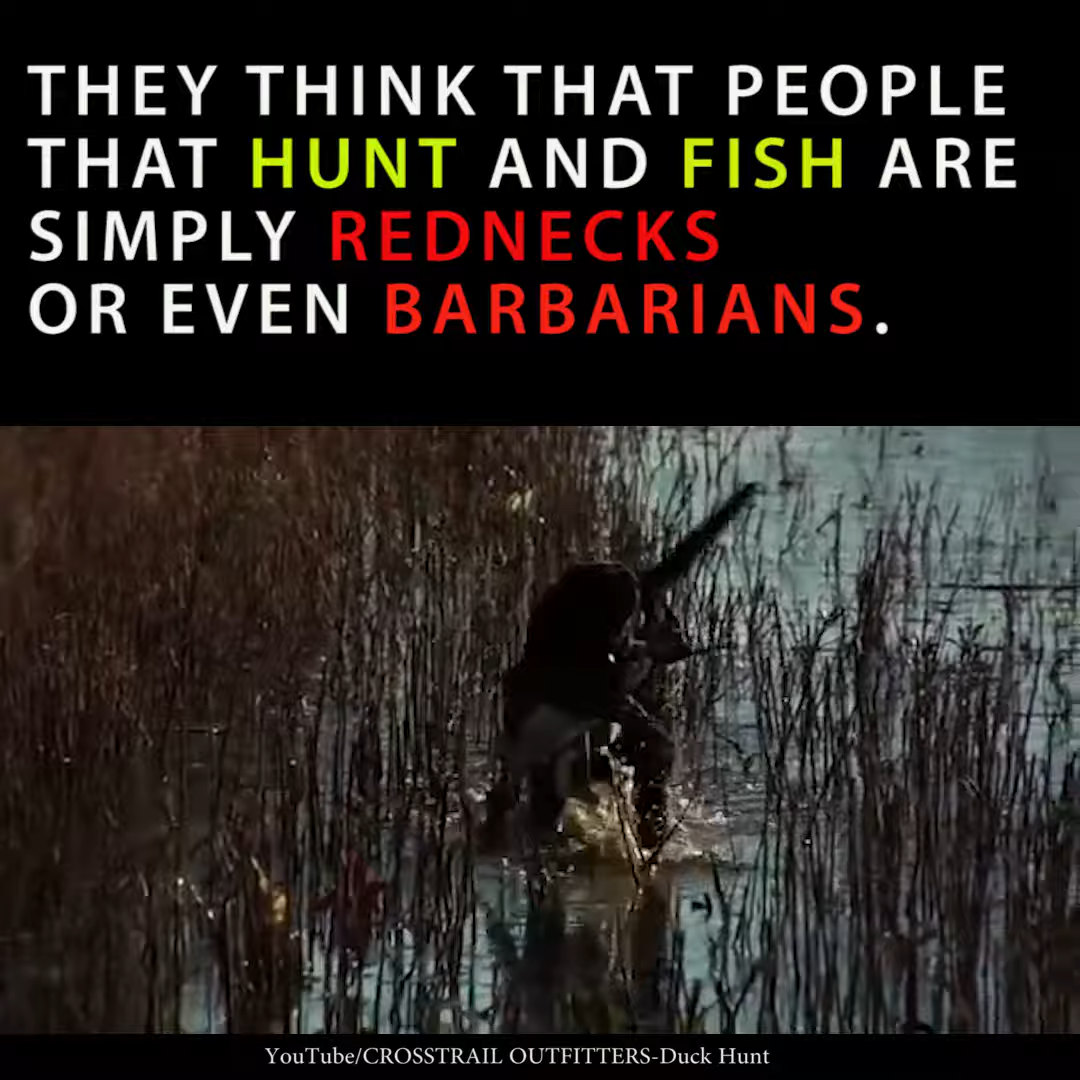 THEY THINK THAT PEOPLE
THAT HUNT AND FISH ARE
SIMPLY REDNECKS
OR EVEN BARBARIANS.
YouTube/CROSSTRAIL OUTFITTERS-Duck Hunt